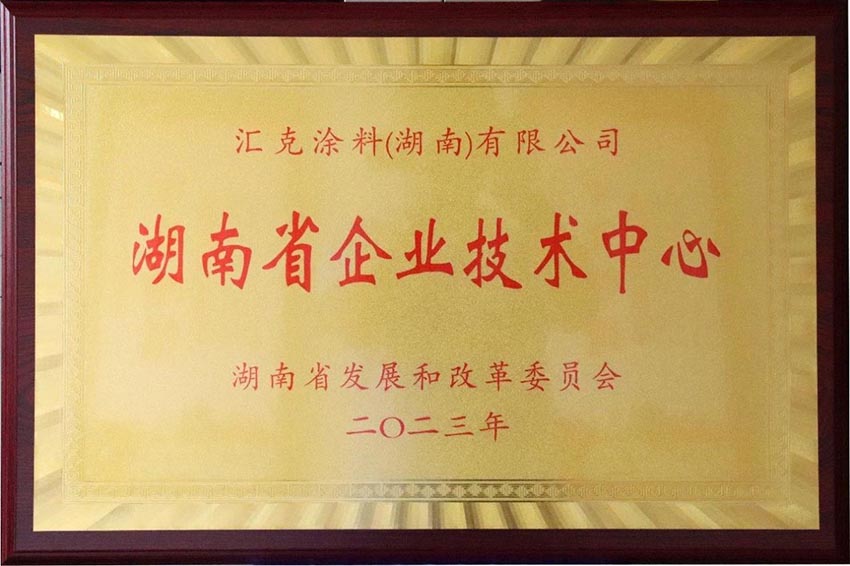 汇克涂料(湖南)有限公司
湖南省企业技术中心
湖南省发展和改革委员会
二〇二三年